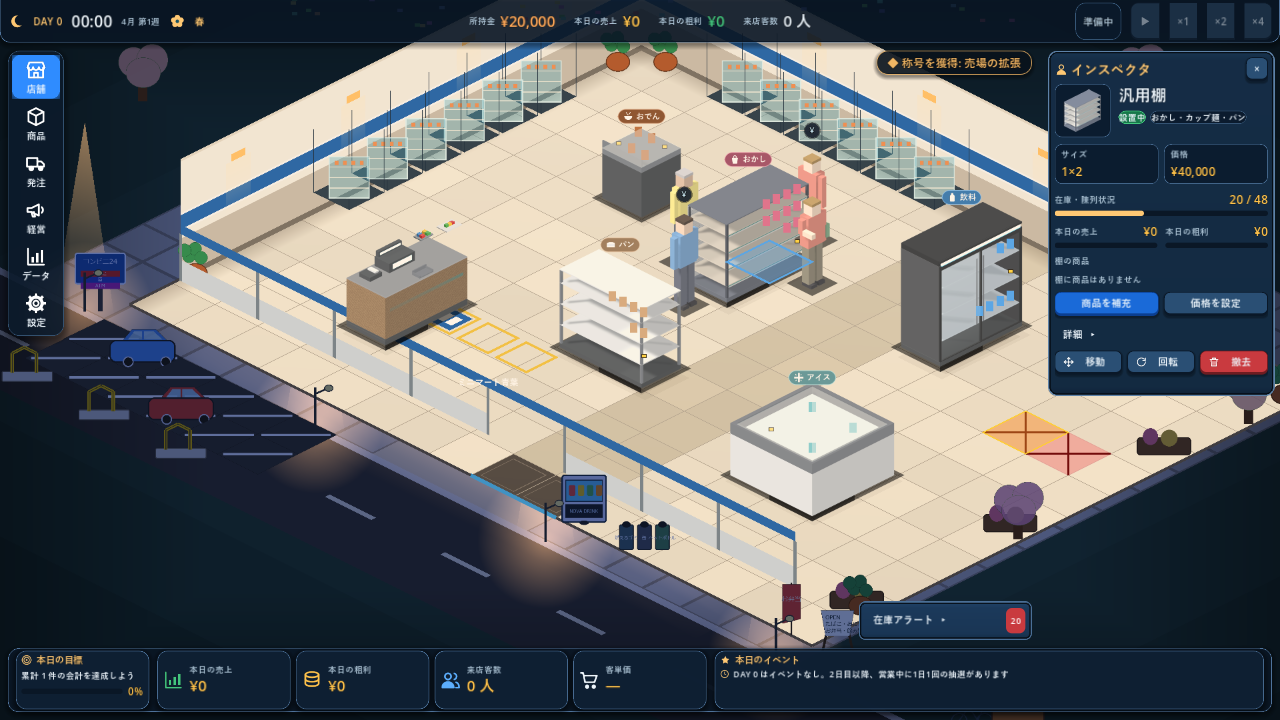 DAY 0 00:00 4月 第1週 春
所持金 ¥20,000 本日の売上 ¥0 本日の粗利 ¥0 来店客数 0 人
準備中 ▶ ×1 ×2 ×4
店舗
商品
発注
経営
データ
設定
◆ 称号を獲得: 売場の拡張
おでん
おかし
飲料
パン
アイス
¥
¥
コンビニ24
OPEN
インスペクタ ×
汎用棚
設置中 おかし・カップ麺・パン
サイズ 価格
1×2 ¥40,000
在庫・陳列状況 20 / 48
本日の売上 ¥0 本日の粗利 ¥0
棚の商品
棚に商品はありません
商品を補充 価格を設定
詳細 ▸
移動 回転 撤去
在庫アラート ▸ 20
本日の目標
累計 1 件の会計を達成しよう
0%
本日の売上
¥0
本日の粗利
¥0
来店客数
0 人
客単価
—
本日のイベント
DAY 0 はイベントなし。2日目以降、営業中に1日1回の抽選があります